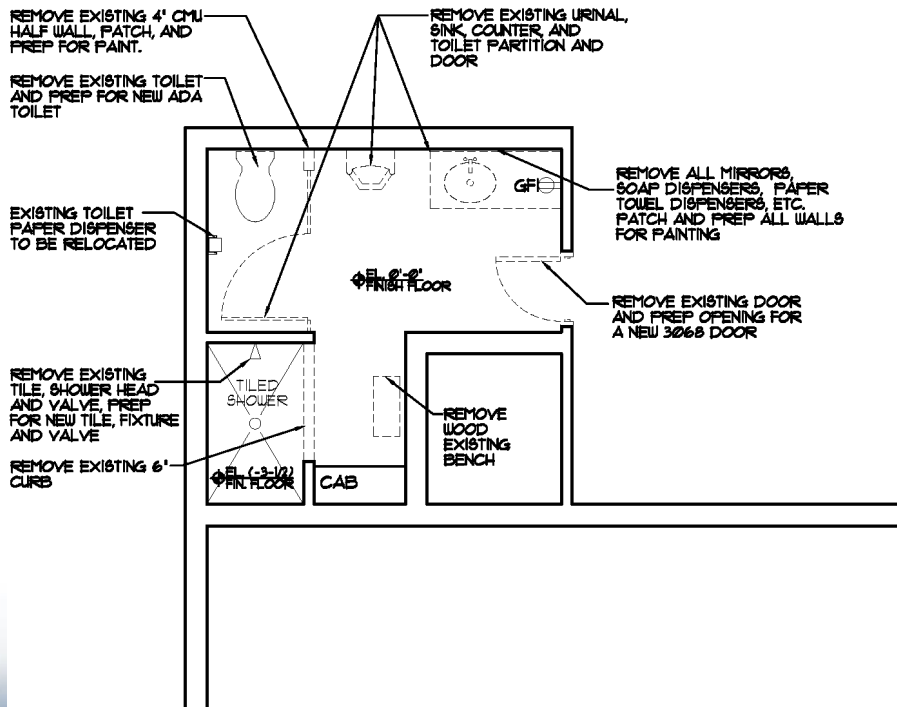 REMOVE EXISTING 4" CMU
HALF WALL, PATCH, AND
PREP FOR PAINT.
REMOVE EXISTING URINAL,
SINK, COUNTER, AND
TOILET PARTITION AND
DOOR
REMOVE EXISTING TOILET
AND PREP FOR NEW ADA
TOILET
REMOVE ALL MIRRORS,
SOAP DISPENSERS, PAPER
TOWEL DISPENSERS, ETC.
PATCH AND PREP ALL WALLS
FOR PAINTING
GFI
EXISTING TOILET
PAPER DISPENSER
TO BE RELOCATED
EL. 0'-0"
FINISH FLOOR
REMOVE EXISTING DOOR
AND PREP OPENING FOR
A NEW 3068 DOOR
REMOVE EXISTING
TILE, SHOWER HEAD
AND VALVE, PREP
FOR NEW TILE, FIXTURE
AND VALVE
TILED
SHOWER
REMOVE
WOOD
EXISTING
BENCH
REMOVE EXISTING 6"
CURB
EL. (-3-1/2)
FIN. FLOOR
CAB